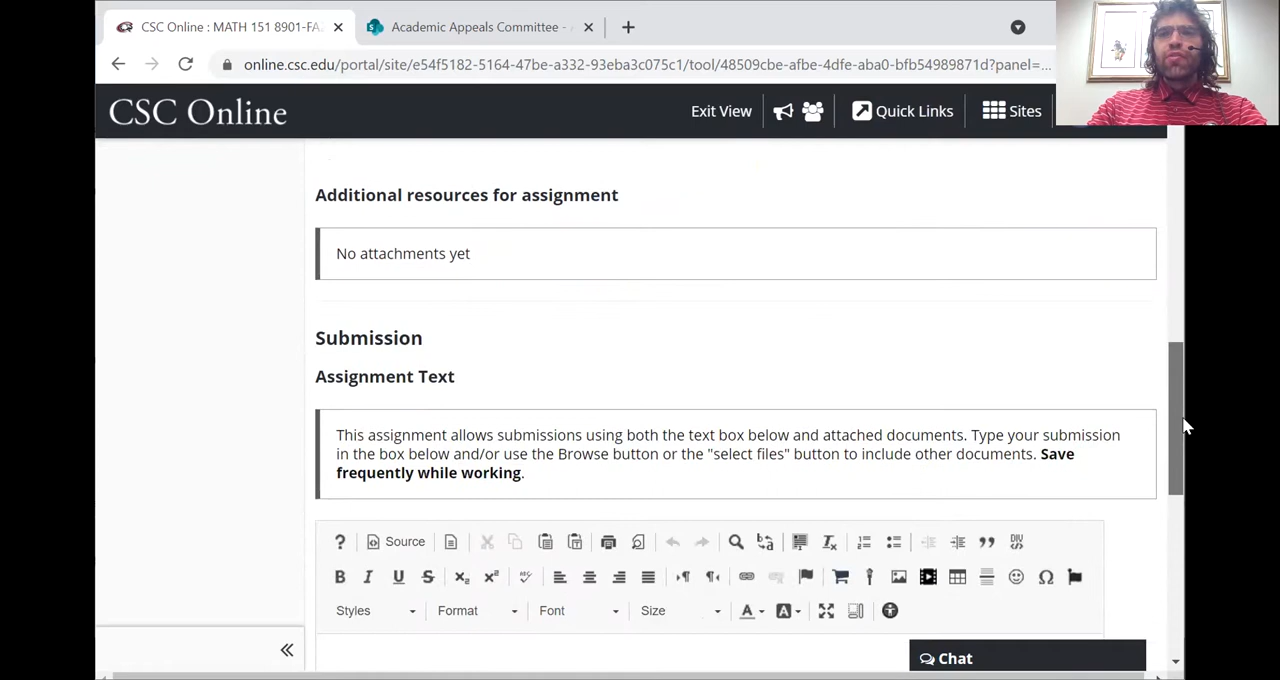 CSC Online : MATH 151 8901-FA
Academic Appeals Committee -
online.csc.edu/portal/site/e54f5182-5164-47be-a332-93eba3c075c1/tool/48509cbe-afbe-4dfe-aba0-bfb54989871d?panel=...
CSC Online
Exit View
Quick Links
Sites
Additional resources for assignment
No attachments yet
Submission
Assignment Text
This assignment allows submissions using both the text box below and attached documents. Type your submission
in the box below and/or use the Browse button or the "select files" button to include other documents. Save
frequently while working.
Source
Styles
Format
Font
Size
Chat